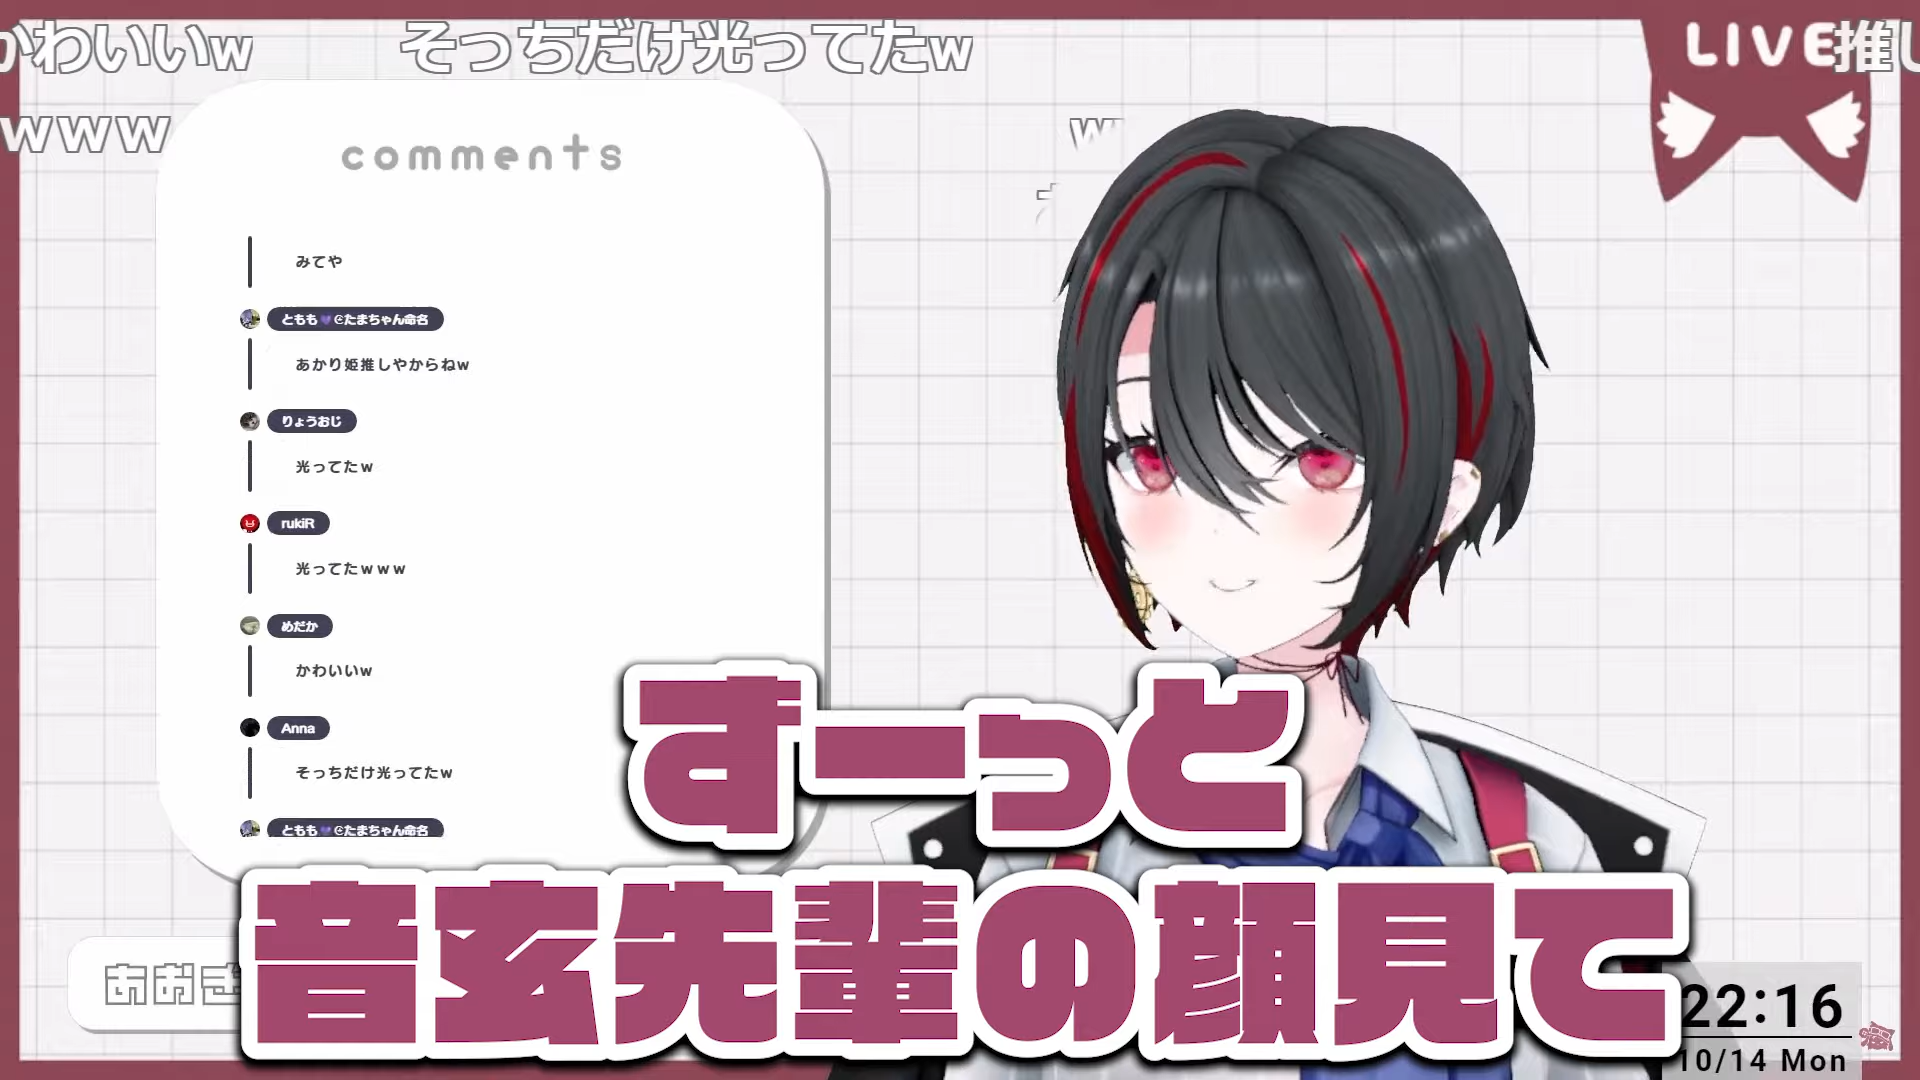 かわいいw
そっちだけ光ってたw
LIVE
推し
www
w
comments
みてや
ともも💜@たまちゃん命名
あかり姫推しやからねw
りょうおじ
光ってたw
rukiR
光ってたｗｗｗ
めだか
かわいいw
Anna
そっちだけ光ってたw
ともも💜@たまちゃん命名
ずーっと
音玄先輩の顔見て
あおぎ
22:16
10/14 Mon